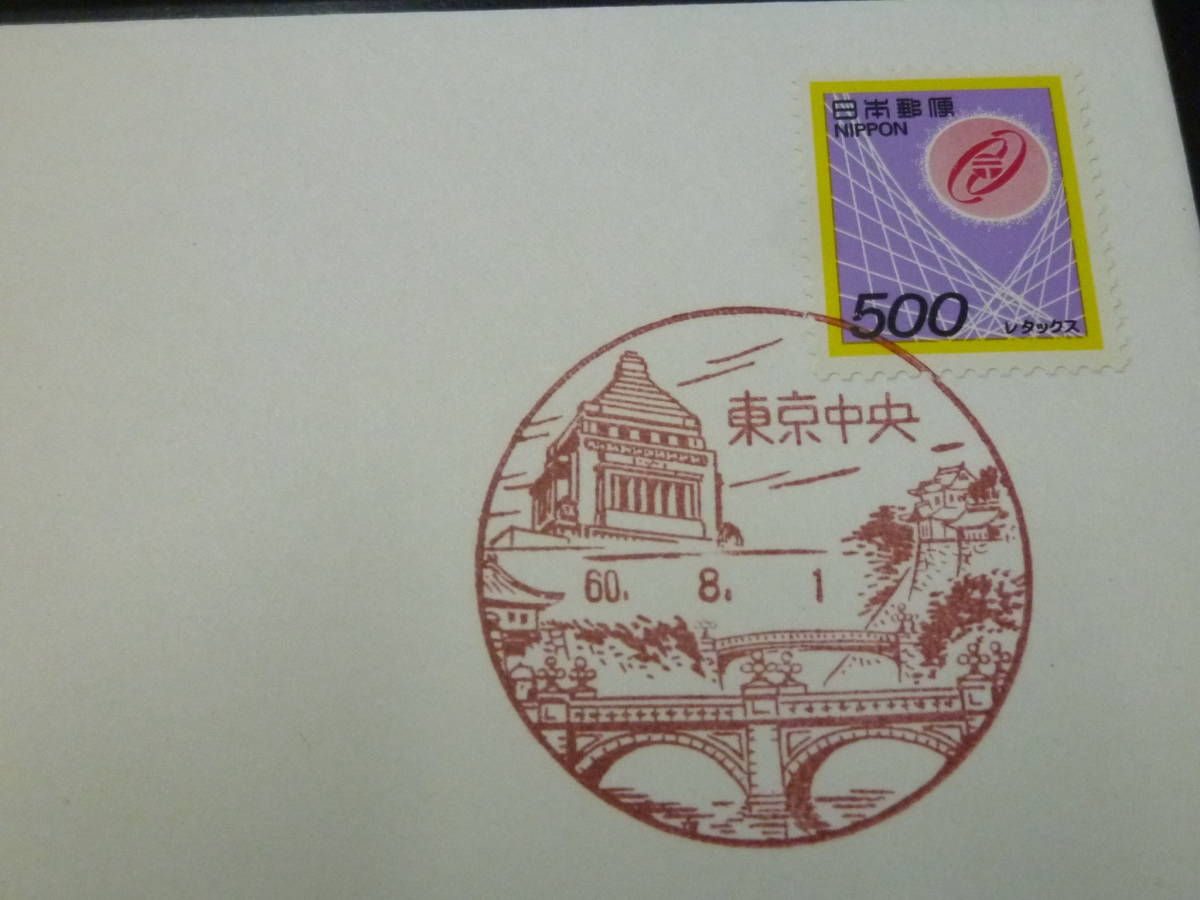 日本郵便
NIPPON
500
レタックス
東京中央
60. 8. 1